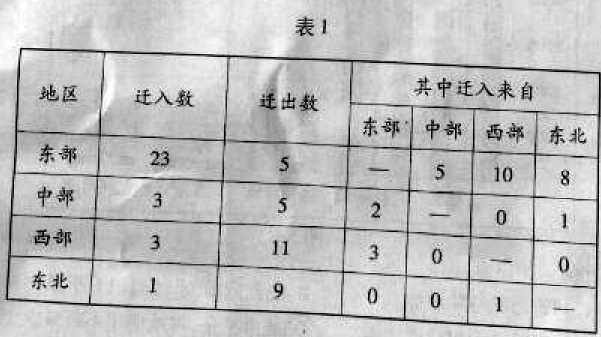 表1
地区 迁入数 迁出数 其中迁入来自
东部 中部 西部 东北
东部 23 5 — 5 10 8
中部 3 5 2 — 0 1
西部 3 11 3 0 — 0
东北 1 9 0 0 1 —